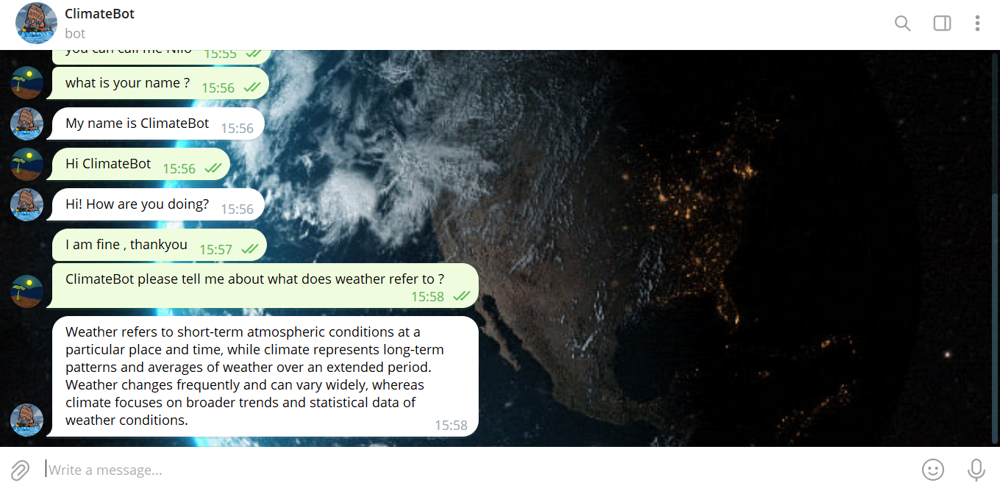 ClimateBot
bot
you can call me Nilo 15:55
what is your name ? 15:56
My name is ClimateBot 15:56
Hi ClimateBot 15:56
Hi! How are you doing? 15:56
I am fine , thankyou 15:57
ClimateBot please tell me about what does weather refer to ?
15:58
Weather refers to short-term atmospheric conditions at a
particular place and time, while climate represents long-term
patterns and averages of weather over an extended period.
Weather changes frequently and can vary widely, whereas
climate focuses on broader trends and statistical data of
weather conditions.
15:58
Write a message...